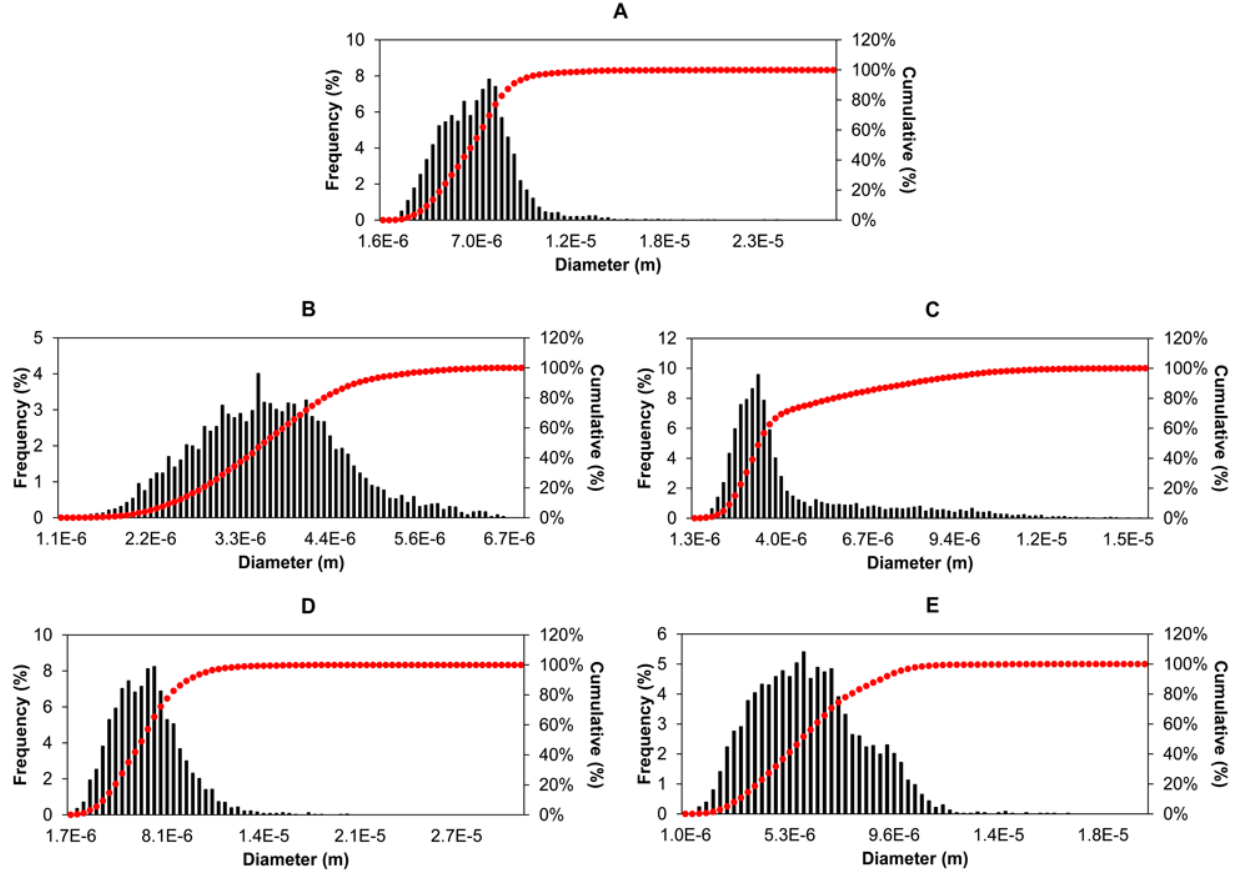 A
Frequency (%)
10
8
6
4
2
0
120%
100%
80%
60%
40%
20%
0%
Cumulative (%)
1.6E-6 7.0E-6 1.2E-5 1.8E-5 2.3E-5
Diameter (m)
B
Frequency (%)
5
4
3
2
1
0
120%
100%
80%
60%
40%
20%
0%
Cumulative (%)
1.1E-6 2.2E-6 3.3E-6 4.4E-6 5.6E-6 6.7E-6
Diameter (m)
C
Frequency (%)
12
10
8
6
4
2
0
120%
100%
80%
60%
40%
20%
0%
Cumulative (%)
1.3E-6 4.0E-6 6.7E-6 9.4E-6 1.2E-5 1.5E-5
Diameter (m)
D
Frequency (%)
10
8
6
4
2
0
120%
100%
80%
60%
40%
20%
0%
Cumulative (%)
1.7E-6 8.1E-6 1.4E-5 2.1E-5 2.7E-5
Diameter (m)
E
Frequency (%)
6
5
4
3
2
1
0
120%
100%
80%
60%
40%
20%
0%
Cumulative (%)
1.0E-6 5.3E-6 9.6E-6 1.4E-5 1.8E-5
Diameter (m)